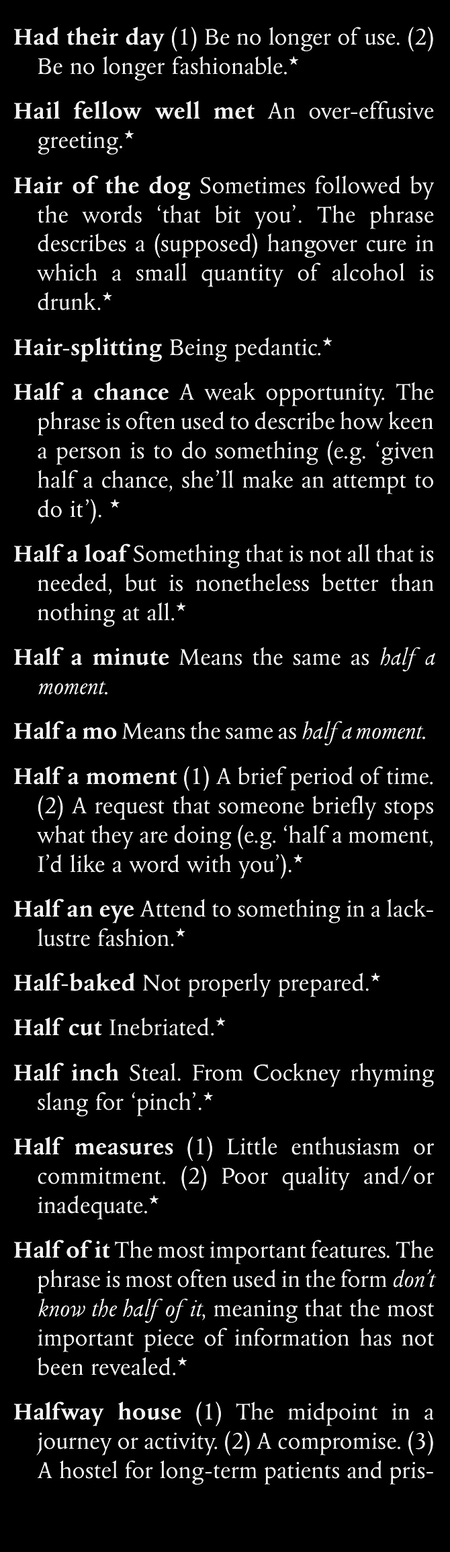 Had their day (1) Be no longer of use. (2)
Be no longer fashionable.★
Hail fellow well met An over-effusive
greeting.★
Hair of the dog Sometimes followed by
the words ‘that bit you’. The phrase
describes a (supposed) hangover cure in
which a small quantity of alcohol is
drunk.★
Hair-splitting Being pedantic.★
Half a chance A weak opportunity. The
phrase is often used to describe how keen
a person is to do something (e.g. ‘given
half a chance, she’ll make an attempt to
do it’). ★
Half a loaf Something that is not all that is
needed, but is nonetheless better than
nothing at all.★
Half a minute Means the same as half a
moment.
Half a mo Means the same as half a moment.
Half a moment (1) A brief period of time.
(2) A request that someone briefly stops
what they are doing (e.g. ‘half a moment,
I’d like a word with you’).★
Half an eye Attend to something in a lack-
lustre fashion.★
Half-baked Not properly prepared.★
Half cut Inebriated.★
Half inch Steal. From Cockney rhyming
slang for ‘pinch’.★
Half measures (1) Little enthusiasm or
commitment. (2) Poor quality and/or
inadequate.★
Half of it The most important features. The
phrase is most often used in the form don’t
know the half of it, meaning that the most
important piece of information has not
been revealed.★
Halfway house (1) The midpoint in a
journey or activity. (2) A compromise. (3)
A hostel for long-term patients and pris-